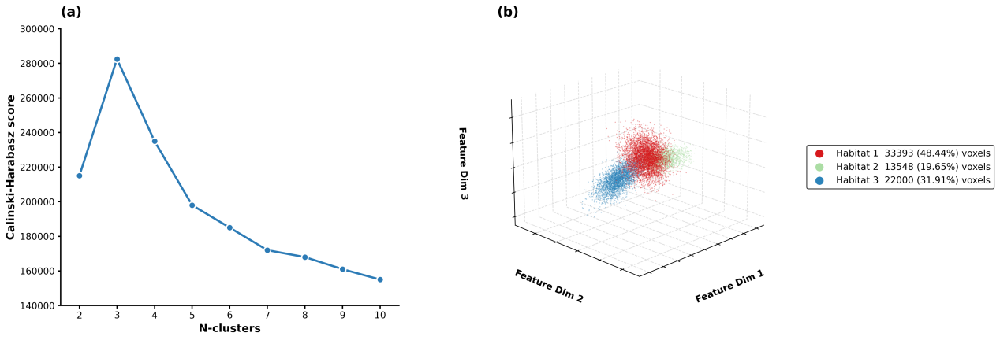 (a)
300000
280000
260000
240000
220000
200000
180000
160000
140000
Calinski-Harabasz score
2 3 4 5 6 7 8 9 10
N-clusters
(b)
Feature Dim 3
Feature Dim 2
Feature Dim 1
Habitat 1 33393 (48.44%) voxels
Habitat 2 13548 (19.65%) voxels
Habitat 3 22000 (31.91%) voxels